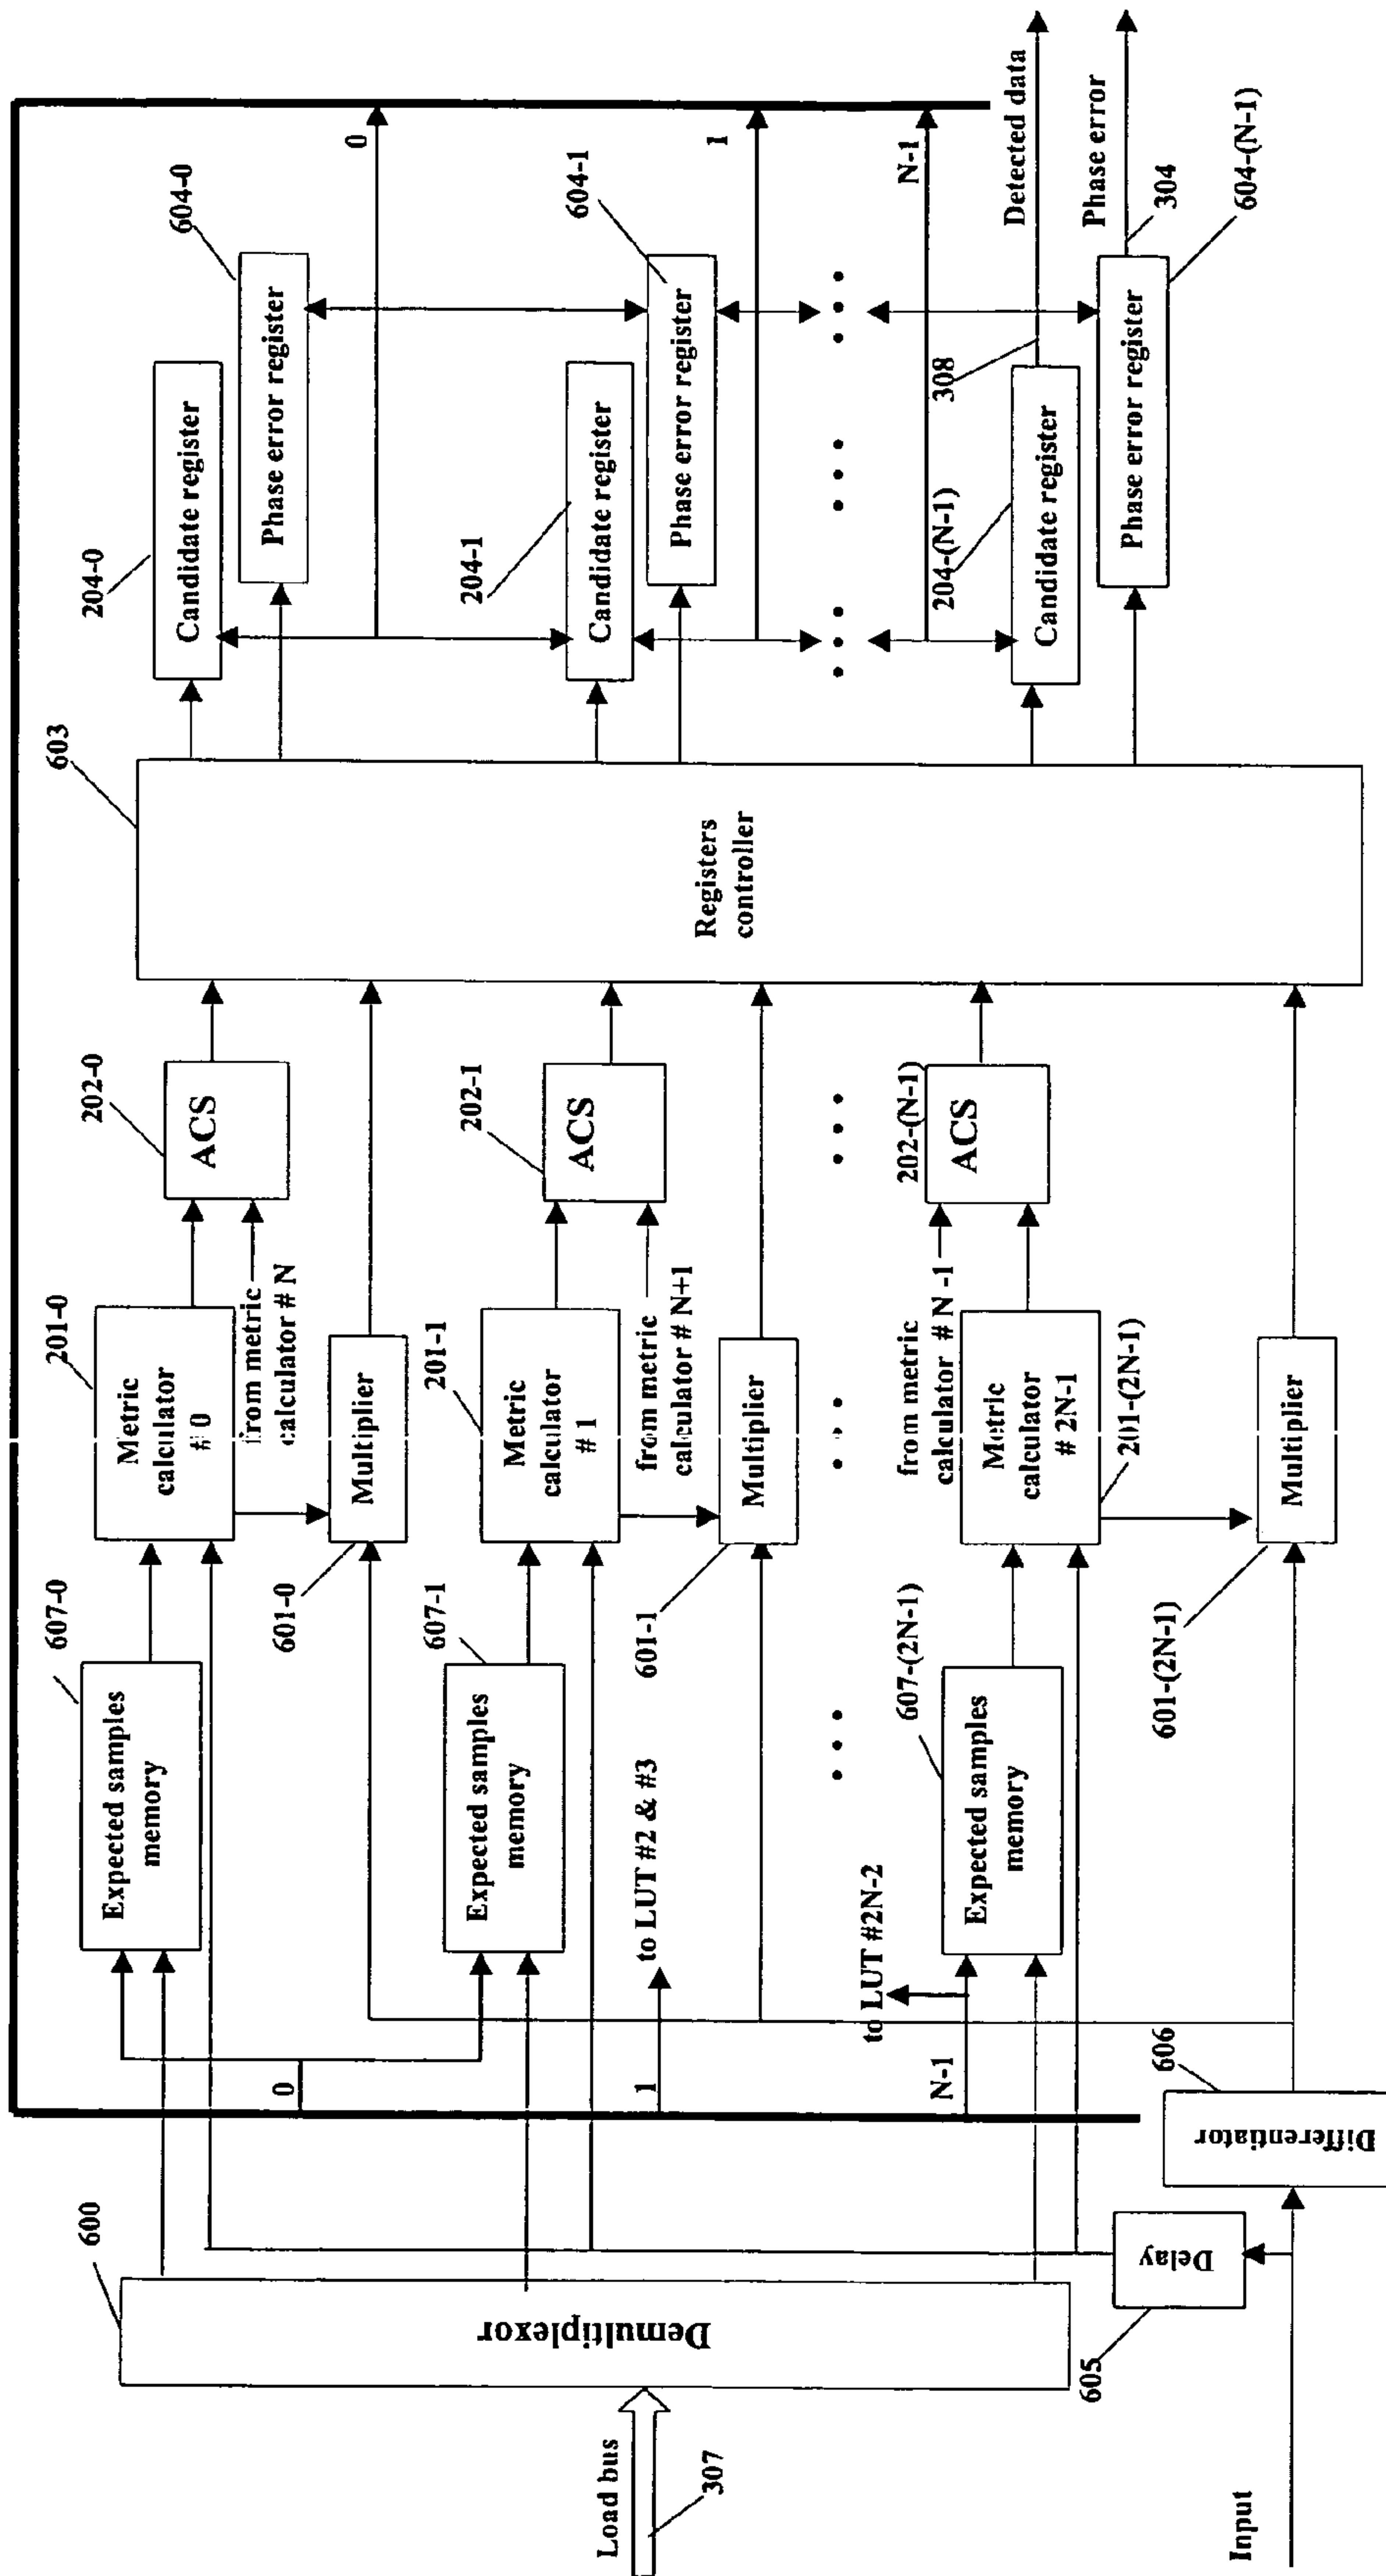 Load bus
307
Input
600
Demultiplexor
605
Delay
606
Differentiator
0
1
N-1
607-0
Expected samples
memory
607-1
Expected samples
memory
to LUT #2 & #3
to LUT #2N-2
607-(2N-1)
Expected samples
memory
201-0
Metric
calculator
# 0
from metric
calculator # N
601-0
Multiplier
201-1
Metric
calculator
# 1
from metric
calculator # N+1
601-1
Multiplier
from metric
calculator # N -1
Metric
calculator
# 2N-1
201-(2N-1)
601-(2N-1)
Multiplier
202-0
ACS
202-1
ACS
202-(N-1)
ACS
603
Registers
controller
204-0
Candidate register
604-0
Phase error register
0
204-1
Candidate register
604-1
Phase error register
1
N-1
204-(N-1)
Candidate register
308
Detected data
Phase error register
604-(N-1)
304
Phase error